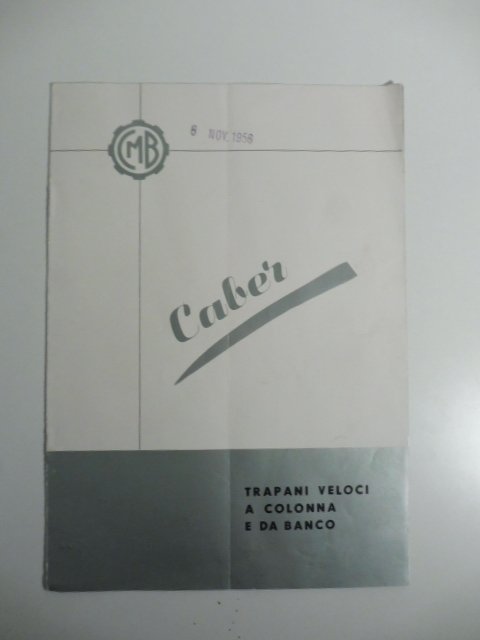 CMB
6 NOV. 1956
Caber
TRAPANI VELOCI
A COLONNA
E DA BANCO